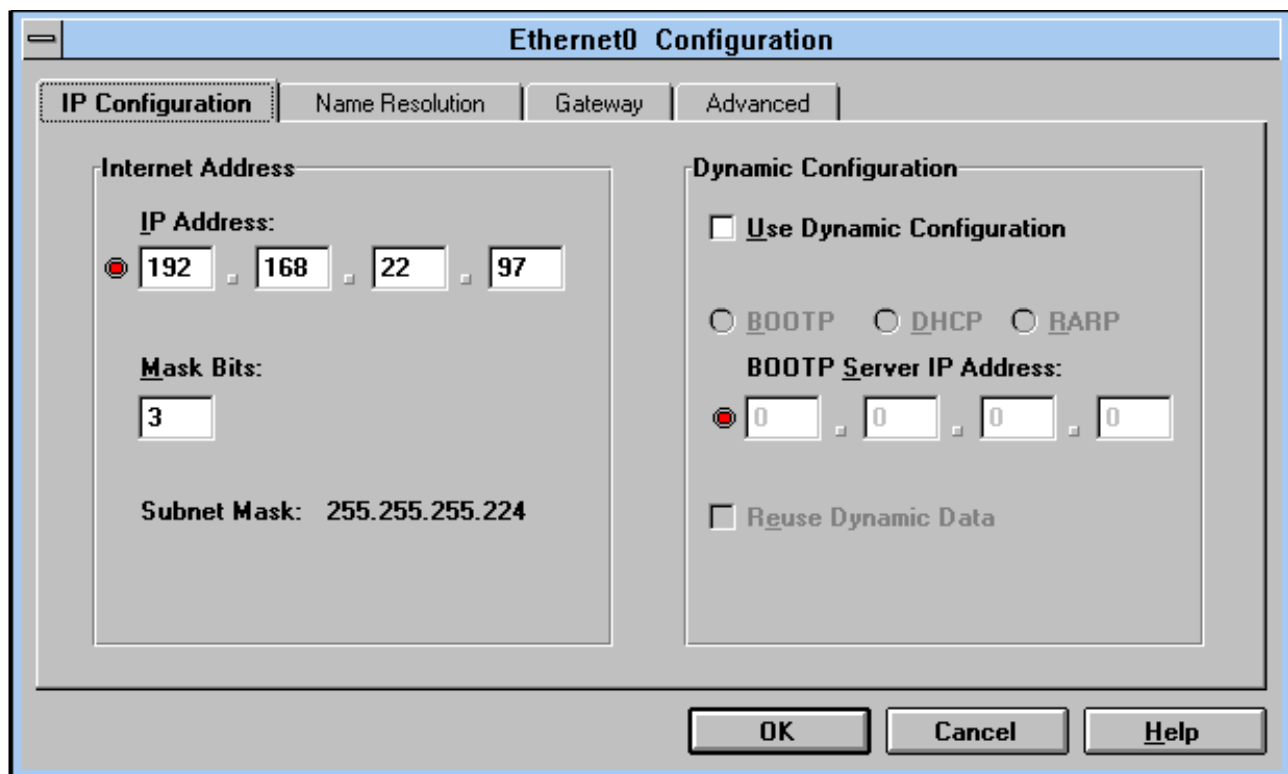 Ethernet0 Configuration
IP Configuration Name Resolution Gateway Advanced
Internet Address
IP Address:
192 . 168 . 22 . 97
Mask Bits:
3
Subnet Mask: 255.255.255.224
Dynamic Configuration
Use Dynamic Configuration
BOOTP DHCP RARP
BOOTP Server IP Address:
0 . 0 . 0 . 0
Reuse Dynamic Data
OK Cancel Help